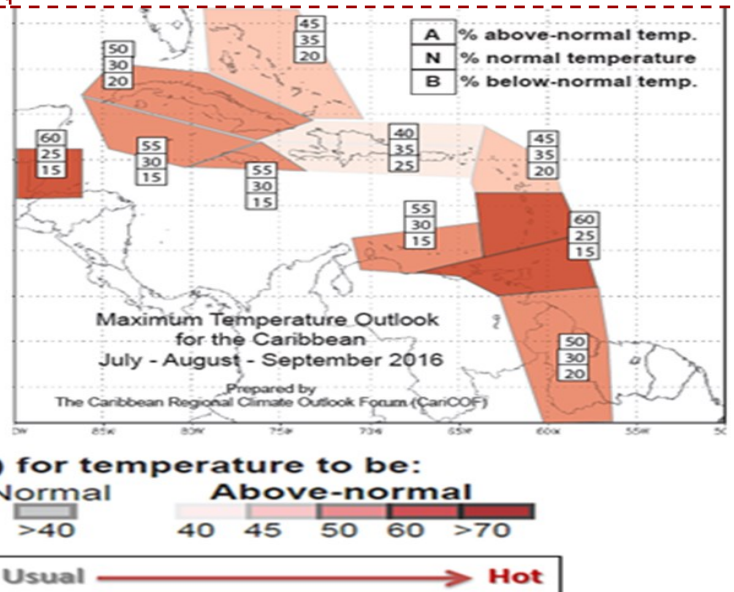 A % above-normal temp.
N % normal temperature
B % below-normal temp.
45
35
20
50
30
20
60
25
15
55
30
15
55
30
15
40
35
25
45
35
20
55
30
15
60
25
15
50
30
20
Maximum Temperature Outlook
for the Caribbean
July - August - September 2016
Prepared by
The Caribbean Regional Climate Outlook Forum (CariCOF)
85W 80W 75W 70W 65W 60W 55W
) for temperature to be:
Normal Above-normal
>40 40 45 50 60 >70
Usual Hot